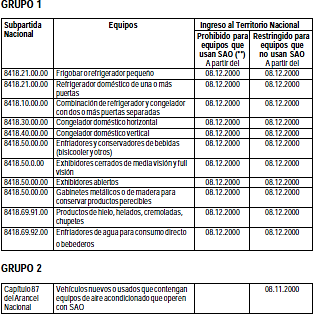 GRUPO 1
Subpartida
Nacional
Equipos
Ingreso al Territorio Nacional
Prohibido para
equipos que
usan SAO (**)
A partir del
Restringido para
equipos que
no usan SAO
A partir del
8418.21.00.00 Frigobar o refrigerador pequeño 08.12.2000 08.12.2000
8418.21.00.00 Refrigerador doméstico de una o más 08.12.2000 08.12.2000
puertas
8418.10.00.00 Combinación de refrigerador y congelador 08.12.2000 08.12.2000
con dos o más puertas separadas
8418.30.00.00 Congelador doméstico horizontal 08.12.2000 08.12.2000
8418.40.00.00 Congelador doméstico vertical 08.12.2000 08.12.2000
8418.50.00.00 Enfriadores y conservadores de bebidas 08.12.2000 08.12.2000
(bisicooler y otros)
8418.50.0.00 Exhibidores cerrados de media visión y full 08.12.2000 08.12.2000
visión
8418.50.00.00 Exhibidores abiertos 08.12.2000 08.12.2000
8418.50.00.00 Gabinetes metálicos o de madera para 08.12.2000 08.12.2000
conservar productos perecibles
8418.69.91.00 Productos de hielo, helados, cremoladas, 08.12.2000 08.12.2000
chupetes
8418.69.92.00 Enfriadores de agua para consumo directo 08.12.2000 08.12.2000
o bebederos
GRUPO 2
Capítulo 87 Vehículos nuevos o usados que contengan 08.11.2000
del Arancel equipos de aire acondicionado que operen
Nacional con SAO